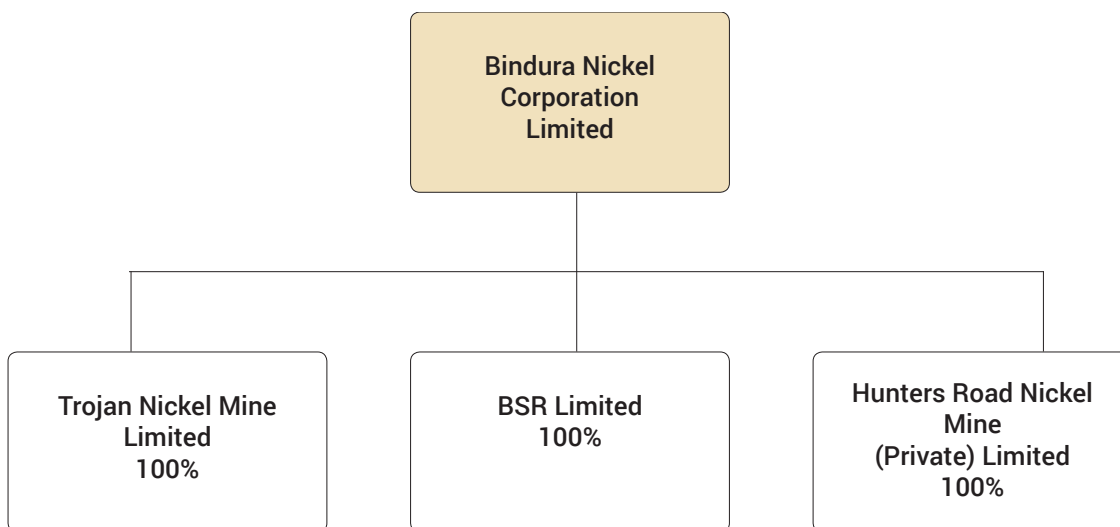 Bindura Nickel
Corporation
Limited
Trojan Nickel Mine
Limited
100%
BSR Limited
100%
Hunters Road Nickel
Mine
(Private) Limited
100%